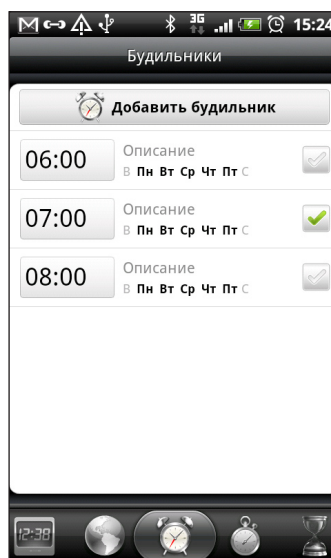 3G
15:24
Будильники
Добавить будильник
06:00
Описание
В Пн Вт Ср Чт Пт С
07:00
Описание
В Пн Вт Ср Чт Пт С
08:00
Описание
В Пн Вт Ср Чт Пт С
12:38